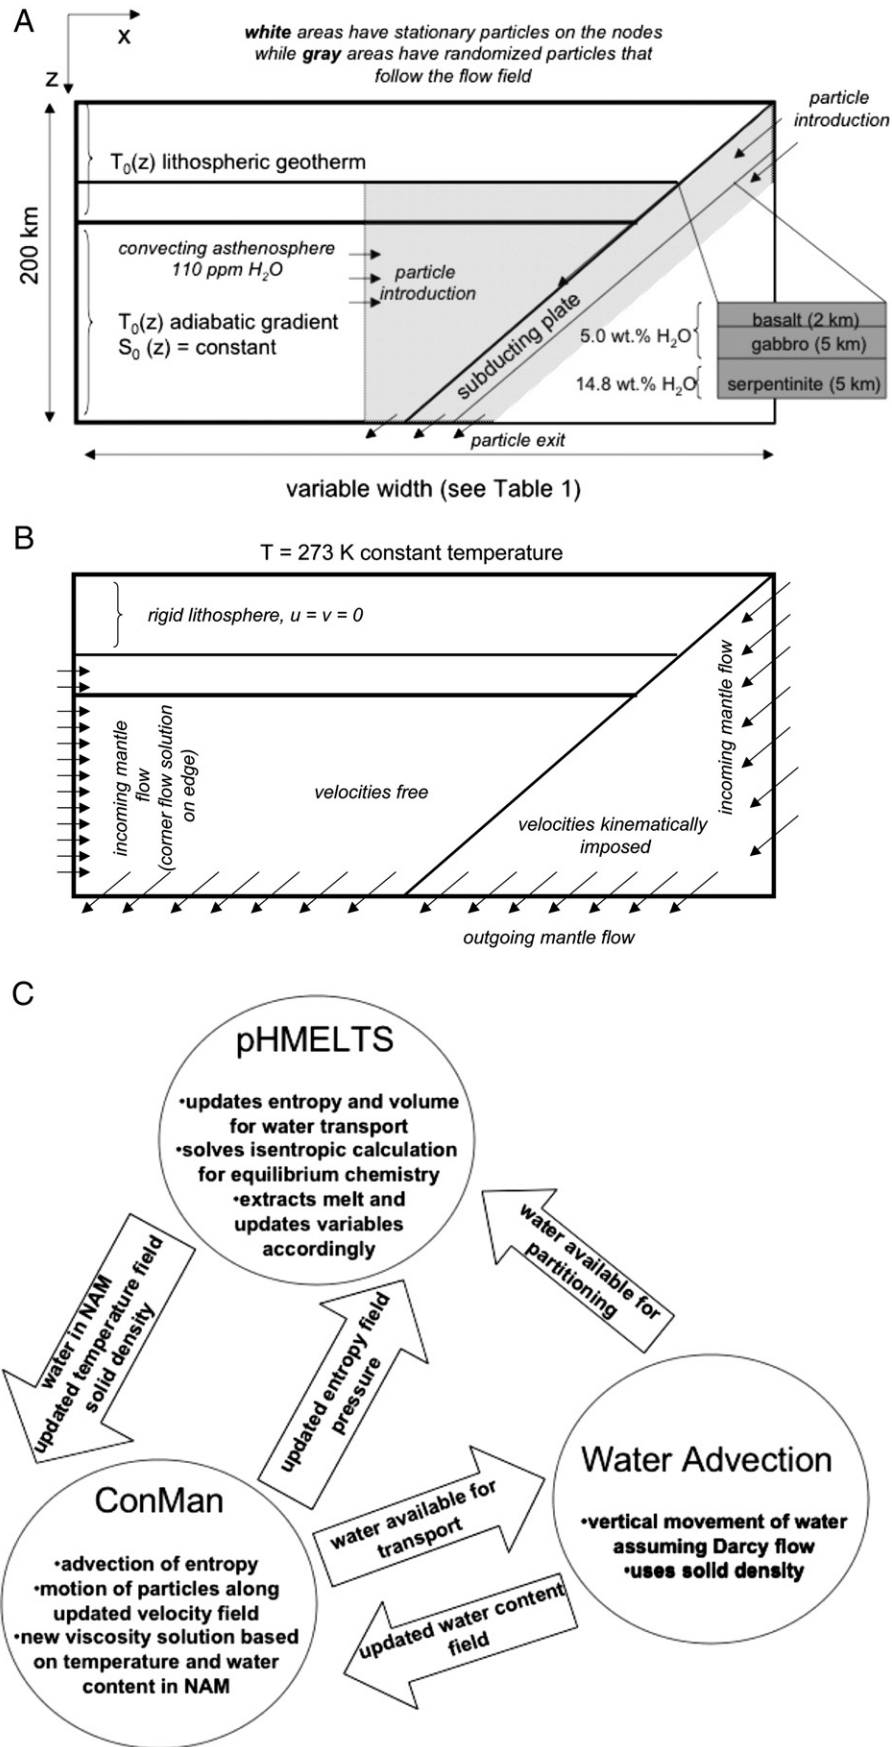 A
x
z
white areas have stationary particles on the nodes
while gray areas have randomized particles that
follow the flow field
particle
introduction
T₀(z) lithospheric geotherm
200 km
convecting asthenosphere
110 ppm H₂O
particle
introduction
T₀(z) adiabatic gradient
S₀ (z) = constant
subducting plate
5.0 wt.% H₂O
14.8 wt.% H₂O
basalt (2 km)
gabbro (5 km)
serpentinite (5 km)
particle exit
variable width (see Table 1)
B
T = 273 K constant temperature
rigid lithosphere, u = v = 0
incoming mantle
flow
(corner flow solution
on edge)
velocities free
velocities kinematically
imposed
incoming mantle flow
outgoing mantle flow
C
pHMELTS
•updates entropy and volume
for water transport
•solves isentropic calculation
for equilibrium chemistry
•extracts melt and
updates variables
accordingly
water in NAM
updated temperature field
solid density
updated entropy field
pressure
water available for
partitioning
ConMan
•advection of entropy
•motion of particles along
updated velocity field
•new viscosity solution based
on temperature and water
content in NAM
water available for
transport
updated water content
field
Water Advection
•vertical movement of water
assuming Darcy flow
•uses solid density